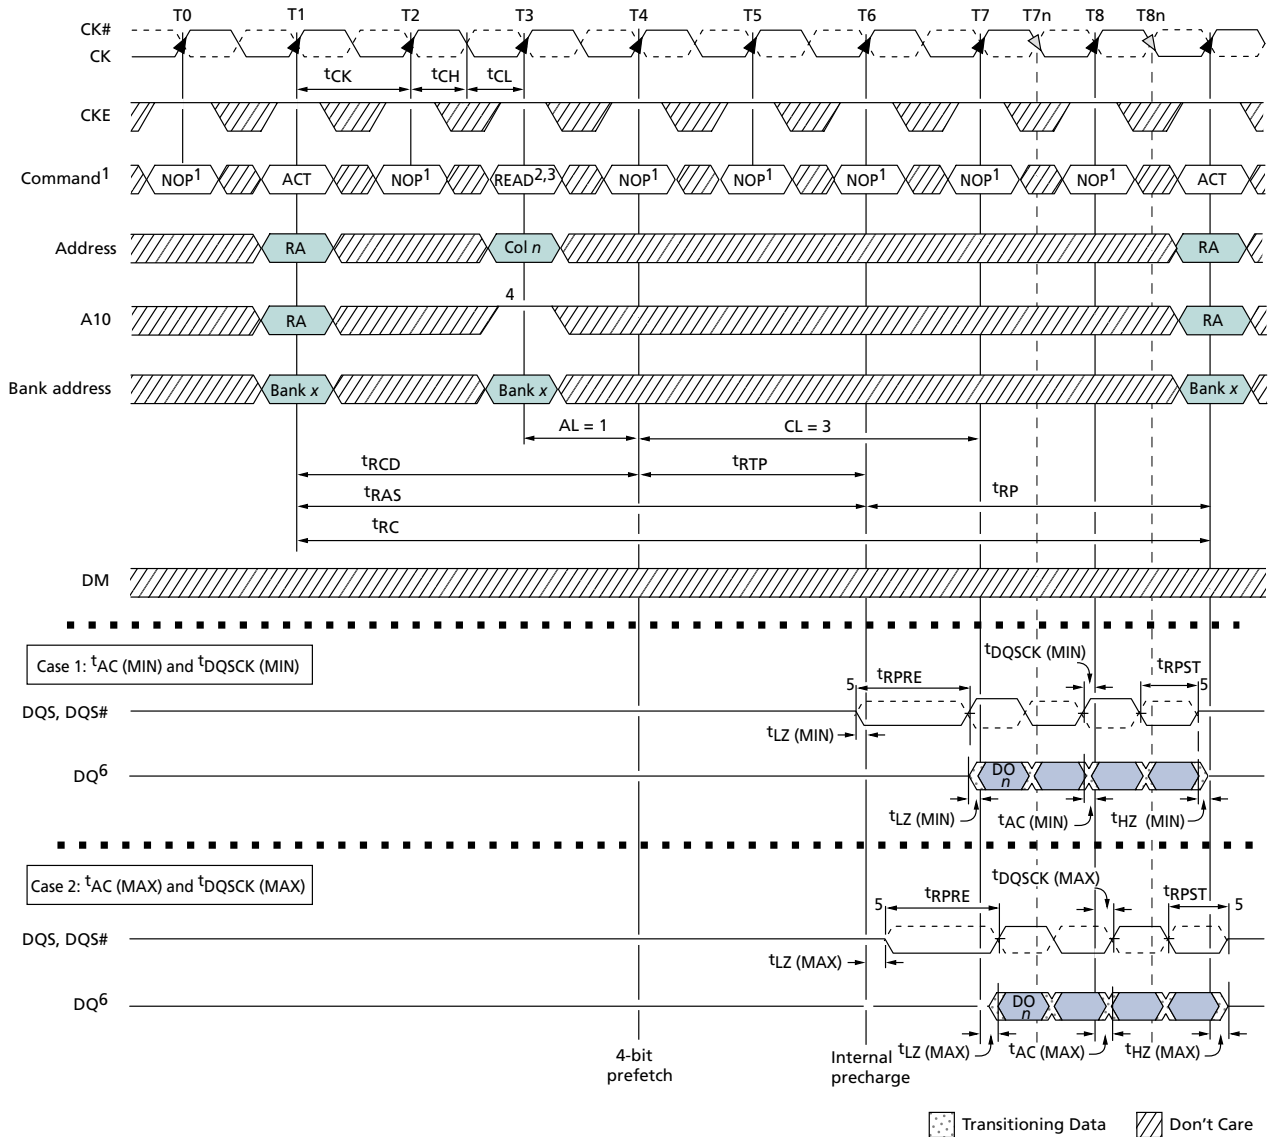 T0 T1 T2 T3 T4 T5 T6 T7 T7n T8 T8n
CK#
CK
tCK tCH tCL
CKE
Command1 NOP1 ACT NOP1 READ2,3 NOP1 NOP1 NOP1 NOP1 NOP1 ACT
Address RA Col n RA
4
A10 RA RA
Bank address Bank x Bank x Bank x
AL = 1 CL = 3
tRCD tRTP
tRAS tRP
tRC
DM
Case 1: tAC (MIN) and tDQSCK (MIN)
tDQSCK (MIN)
5 tRPRE tRPST 5
DQS, DQS#
tLZ (MIN)
DQ6 DO n
tLZ (MIN) tAC (MIN) tHZ (MIN)
Case 2: tAC (MAX) and tDQSCK (MAX)
tDQSCK (MAX)
5 tRPRE tRPST 5
DQS, DQS#
tLZ (MAX)
DQ6 DO n
tLZ (MAX) tAC (MAX) tHZ (MAX)
4-bit
prefetch
Internal
precharge
Transitioning Data Don't Care